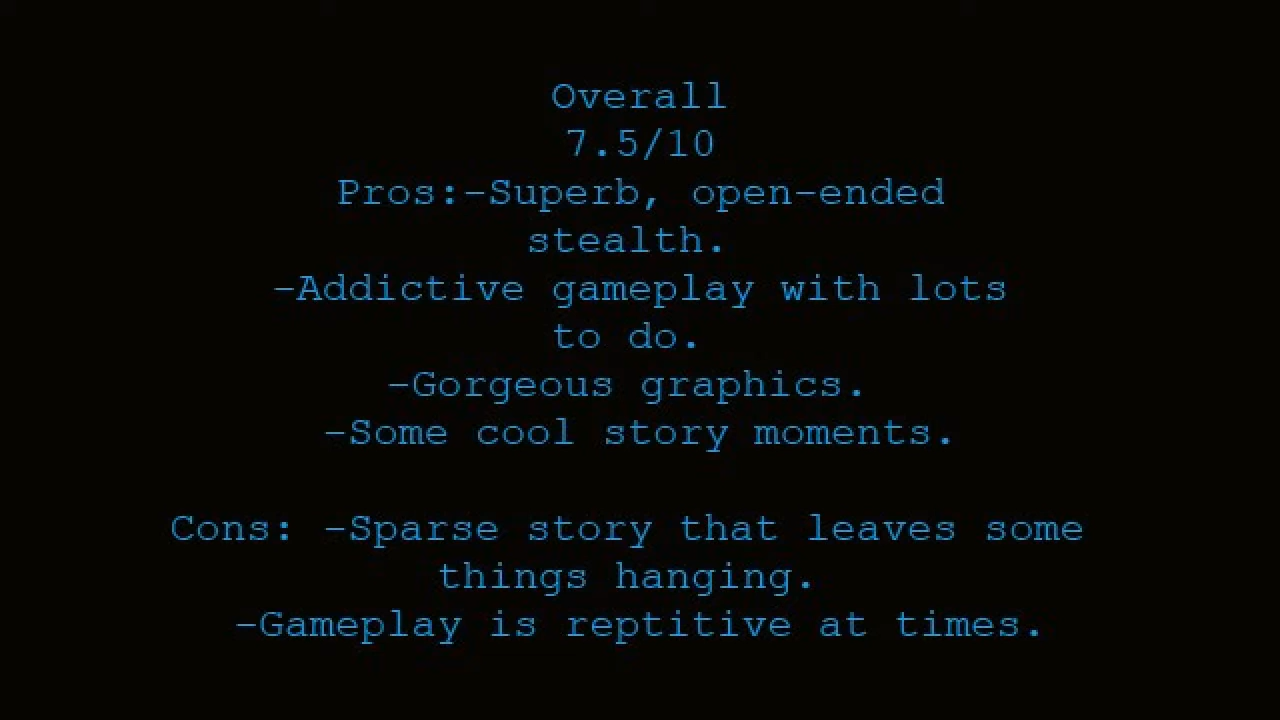 Overall
7.5/10
Pros:-Superb, open-ended
stealth.
-Addictive gameplay with lots
to do.
-Gorgeous graphics.
-Some cool story moments.
Cons: -Sparse story that leaves some
things hanging.
-Gameplay is reptitive at times.